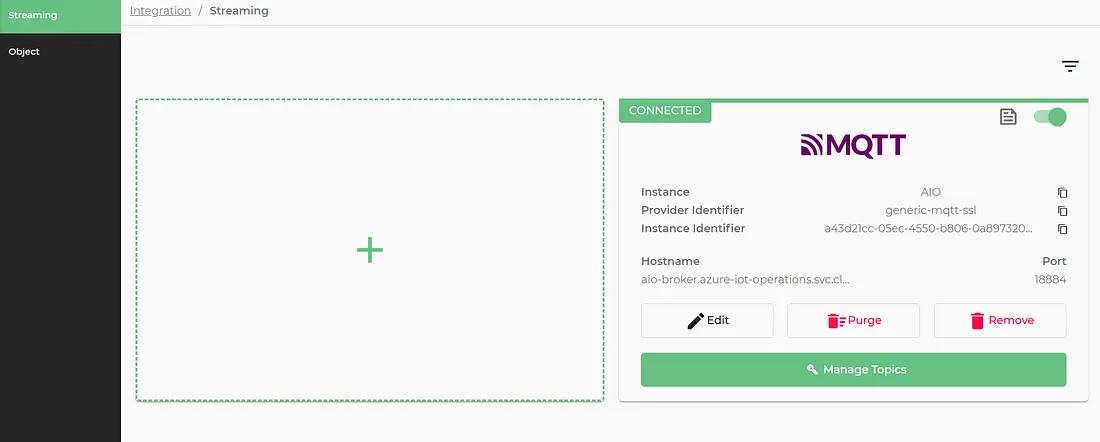 Streaming
Object
Integration / Streaming
CONNECTED
MQTT
Instance AIO
Provider Identifier generic-mqtt-ssl
Instance Identifier a43d21cc-05ec-4550-b806-0a897320...
Hostname Port
aio-broker.azure-iot-operations.svc.cl... 18884
Edit Purge Remove
Manage Topics